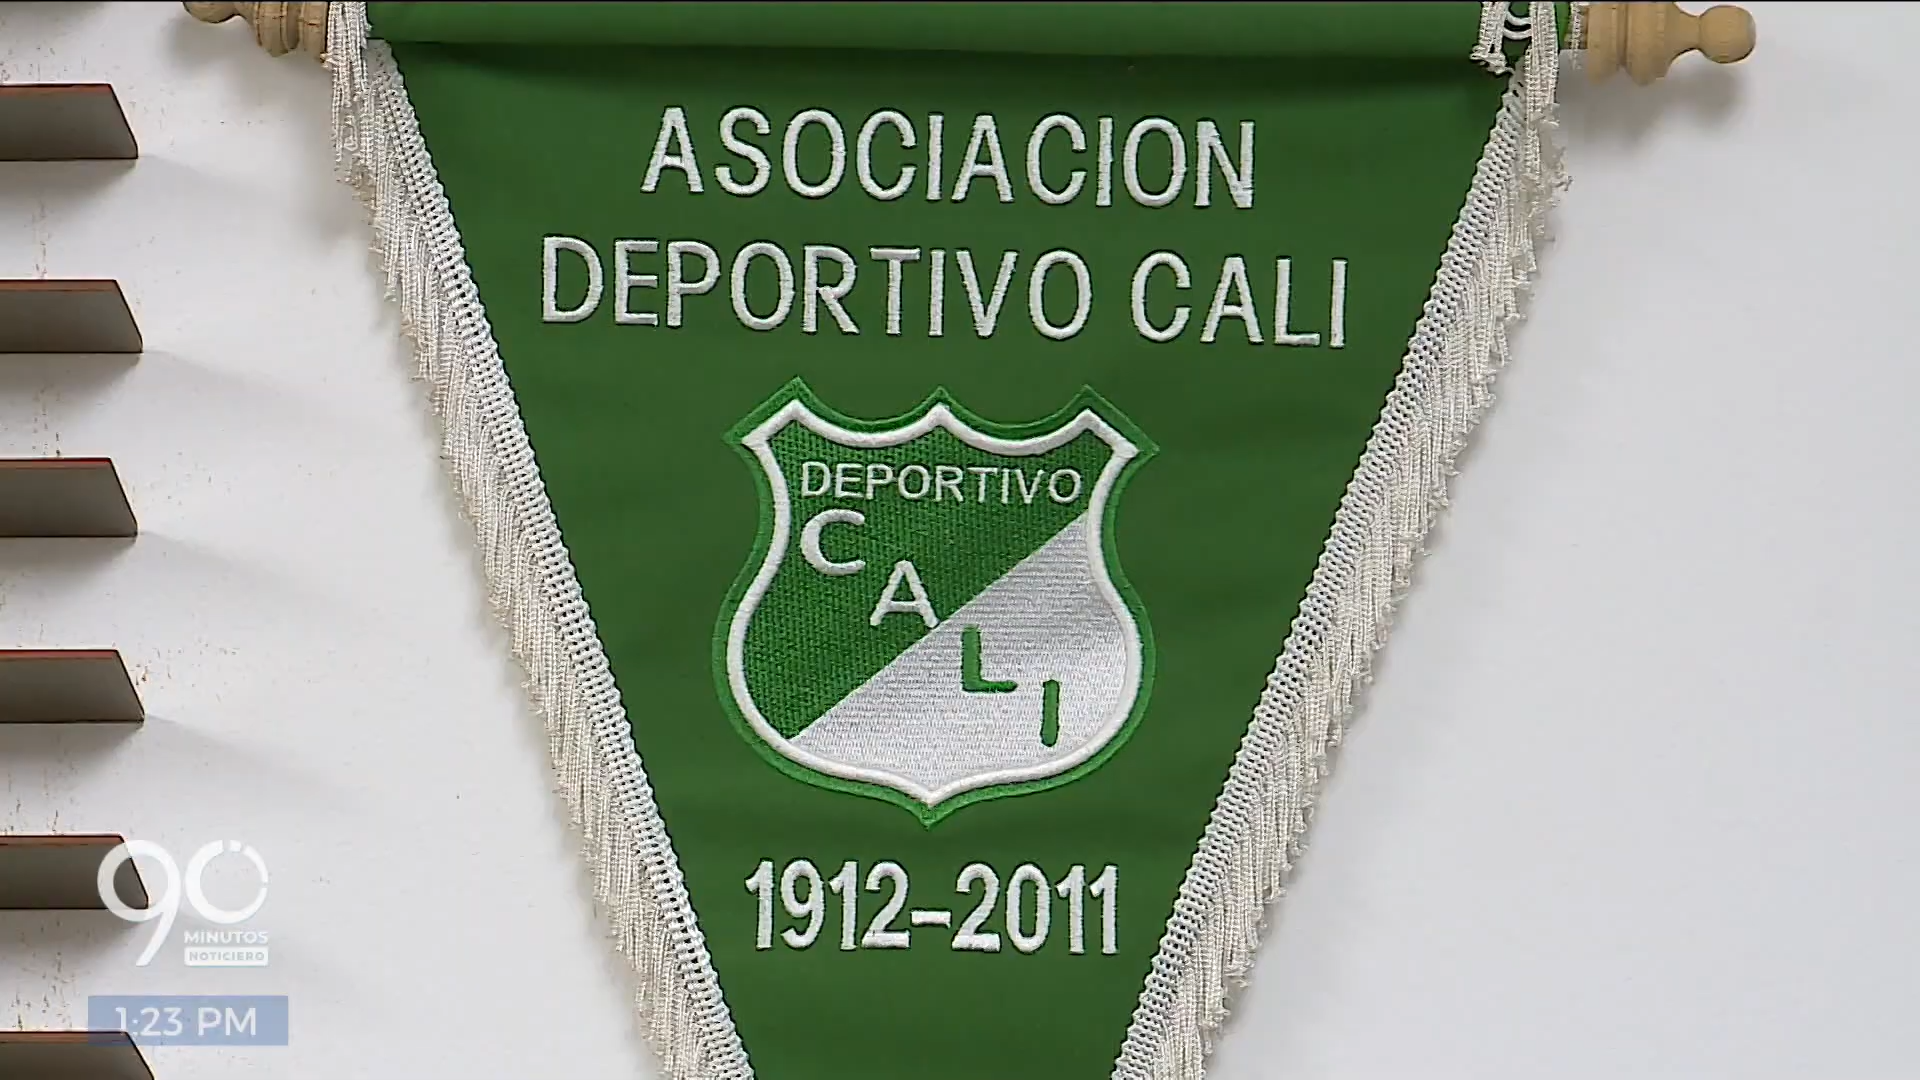 ASOCIACION
DEPORTIVO CALI
DEPORTIVO
CALI
1912-2011
90
MINUTOS
NOTICIERO
1:23 PM